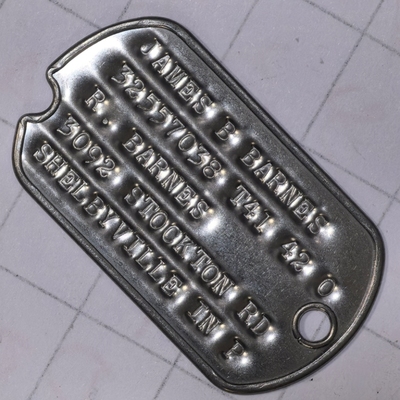 JAMES B BARNES
32557038 T41 42 O
R. BARNES
3092 STOCKTON RD
SHELBYVILLE IN P